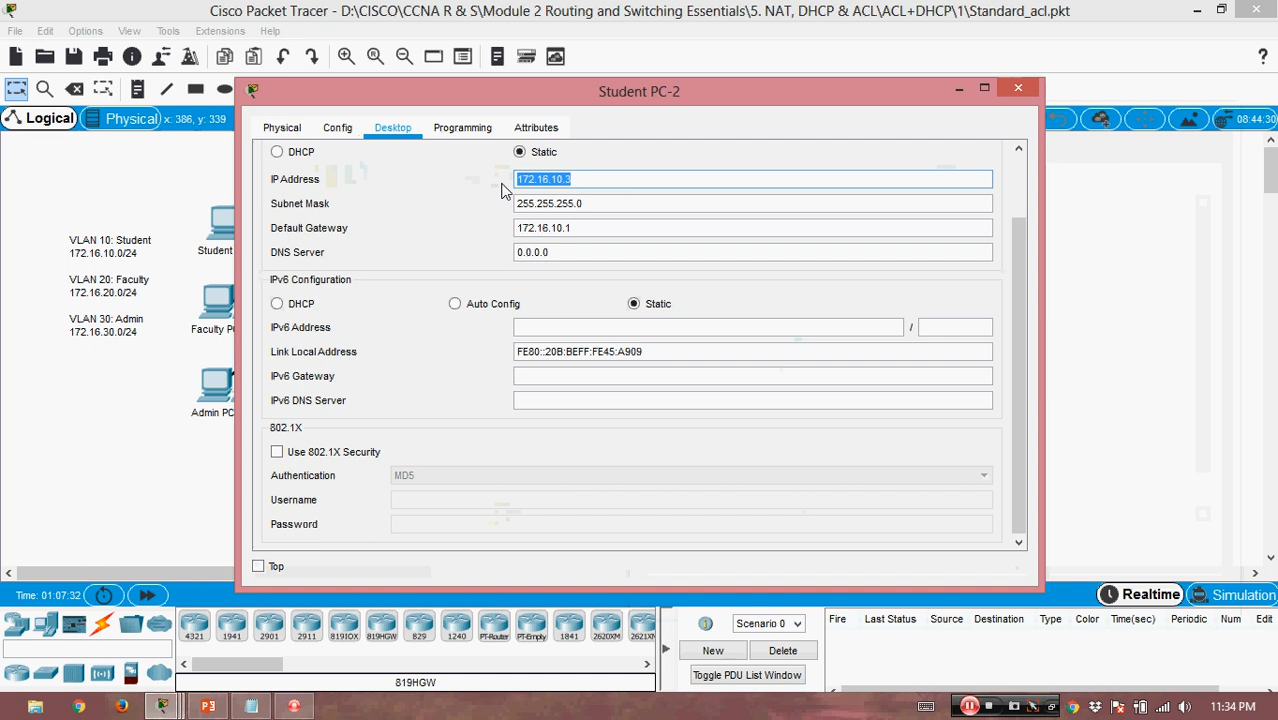 Cisco Packet Tracer - D:\CISCO\CCNA R & S\Module 2 Routing and Switching Essentials\5. NAT, DHCP & ACL\ACL+DHCP\1\Standard_acl.pkt
File Edit Options View Tools Extensions Help
?
Logical Physical x: 386, y: 339
08:44:30
Student PC-2
Physical Config Desktop Programming Attributes
DHCP Static
IP Address 172.16.10.3
Subnet Mask 255.255.255.0
Default Gateway 172.16.10.1
DNS Server 0.0.0.0
IPv6 Configuration
DHCP Auto Config Static
IPv6 Address /
Link Local Address FE80::20B:BEFF:FE45:A909
IPv6 Gateway
IPv6 DNS Server
802.1X
Use 802.1X Security
Authentication MD5
Username
Password
Top
VLAN 10: Student
172.16.10.0/24
VLAN 20: Faculty
172.16.20.0/24
VLAN 30: Admin
172.16.30.0/24
Student
Faculty P
Admin PC
Time: 01:07:32
Realtime Simulation
4321 1941 2901 2911 819IOX 819HGW 829 1240 PT-Router PT-Empty 1841 2620XM 2621XM
819HGW
Scenario 0
New Delete
Toggle PDU List Window
Fire Last Status Source Destination Type Color Time(sec) Periodic Num Edit
11:34 PM